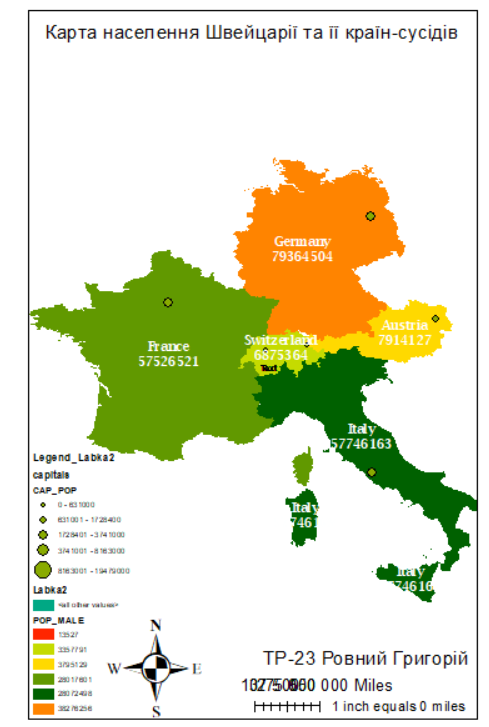 Карта населення Швейцарії та її країн-сусідів
Germany
79364504
Austria
7914127
Switzerland
6875364
France
57526521
Italy
57746163
Italy
Italy
Legend_Labka2
capitals
CAP_POP
0 - 631000
631001 - 1728400
1728401 - 3741000
3741001 - 8163000
8163001 - 19479000
Labka2
<all other values>
POP_MALE
13527
3357791
3795129
28017601
28072498
38276256
N
W
E
S
ТР-23 Ровний Григорій
000 Miles
1 inch equals 0 miles